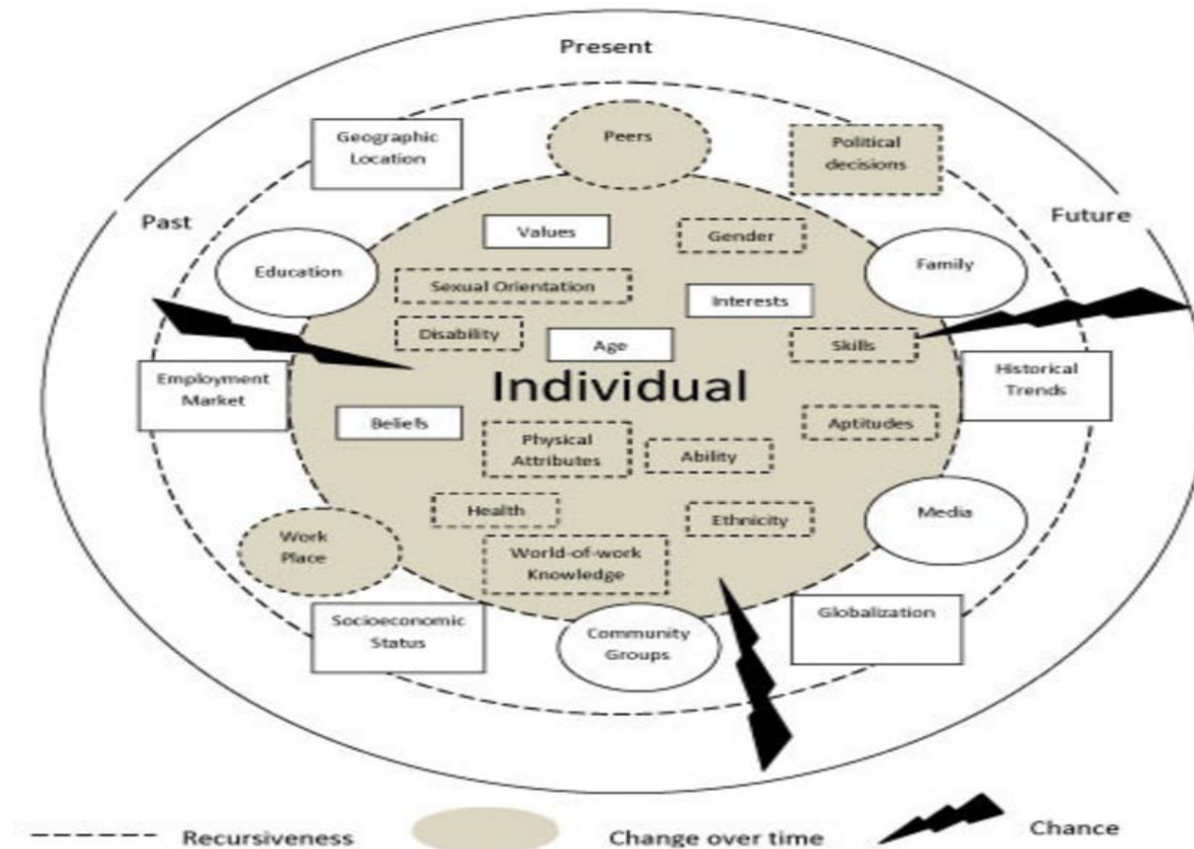 Present
Geographic
Location
Peers
Political
decisions
Past
Future
Values
Gender
Education
Family
Sexual Orientation
Interests
Disability
Age
Skills
Employment
Market
Individual
Historical
Trends
Beliefs
Physical
Attributes
Ability
Aptitudes
Health
Ethnicity
Media
Work
Place
World-of-work
Knowledge
Socioeconomic
Status
Community
Groups
Globalization
Recursiveness
Change over time
Chance